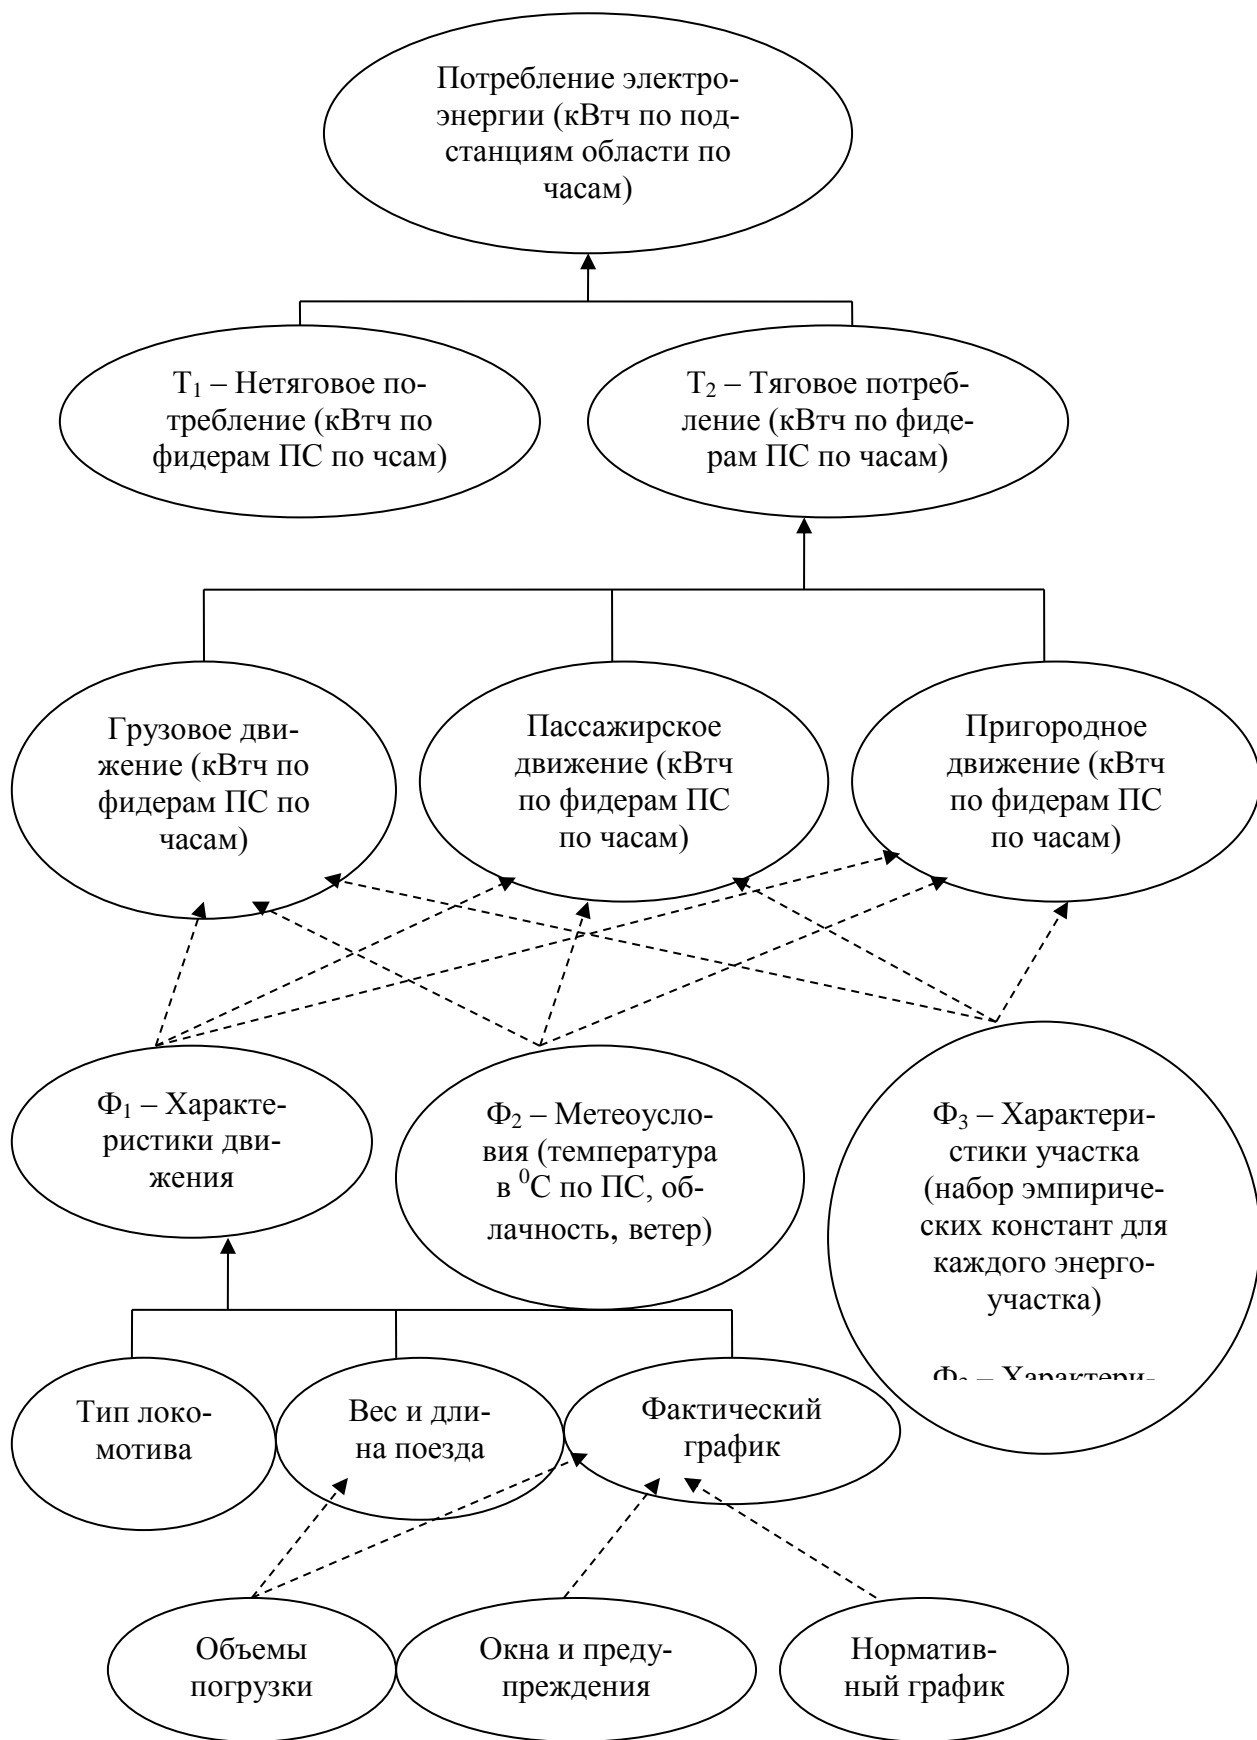 Потребление электро-
энергии (кВтч по под-
станциям области по
часам)
Т₁ – Нетяговое по-
требление (кВтч по
фидерам ПС по чсам)
Т₂ – Тяговое потреб-
ление (кВтч по фиде-
рам ПС по часам)
Грузовое дви-
жение (кВтч по
фидерам ПС по
часам)
Пассажирское
движение (кВтч
по фидерам ПС
по часам)
Пригородное
движение (кВтч
по фидерам ПС
по часам)
Ф₁ – Характе-
ристики дви-
жения
Ф₂ – Метеоусло-
вия (температура
в ⁰С по ПС, об-
лачность, ветер)
Ф₃ – Характери-
стики участка
(набор эмпириче-
ских констант для
каждого энерго-
участка)
Ф₃ – Характери-
Тип локо-
мотива
Вес и дли-
на поезда
Фактический
график
Объемы
погрузки
Окна и преду-
преждения
Норматив-
ный график